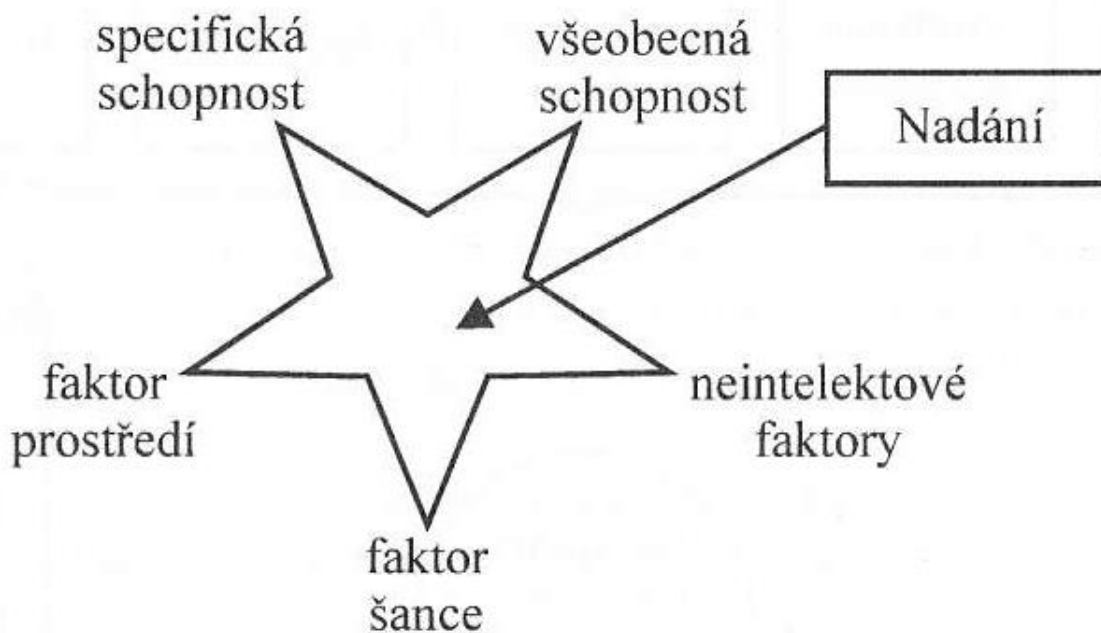 specifická
schopnost
všeobecná
schopnost
Nadání
faktor
prostředí
neintelektové
faktory
faktor
šance